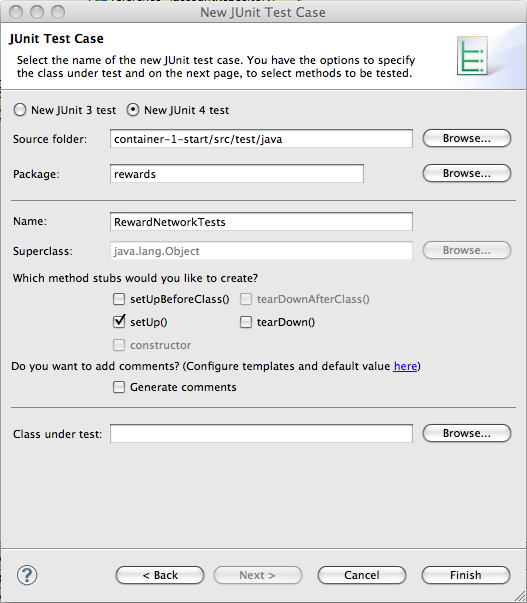 New JUnit Test Case
JUnit Test Case
Select the name of the new JUnit test case. You have the options to specify
the class under test and on the next page, to select methods to be tested.
New JUnit 3 test New JUnit 4 test
Source folder: container-1-start/src/test/java Browse...
Package: rewards Browse...
Name: RewardNetworkTests
Superclass: java.lang.Object Browse...
Which method stubs would you like to create?
setUpBeforeClass() tearDownAfterClass()
setUp() tearDown()
constructor
Do you want to add comments? (Configure templates and default value here)
Generate comments
Class under test: Browse...
? < Back Next > Cancel Finish